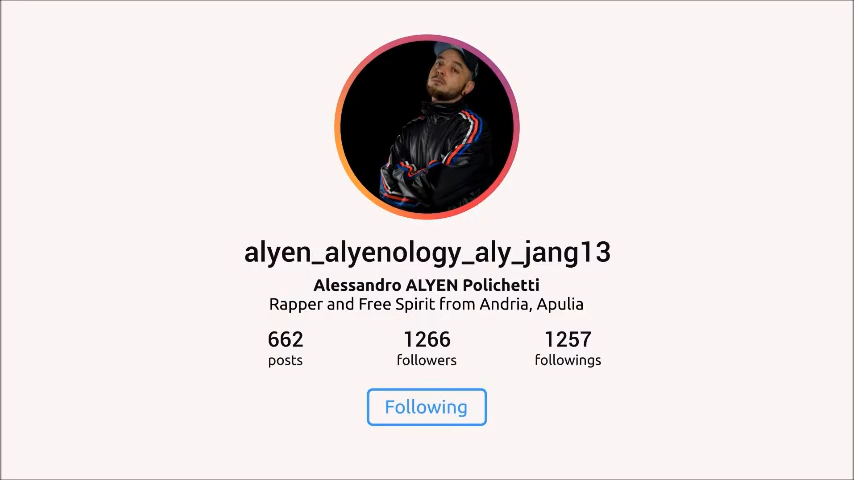 alyen_alyenology_aly_jang13
Alessandro ALYEN Polichetti
Rapper and Free Spirit from Andria, Apulia
662 1266 1257
posts followers followings
Following